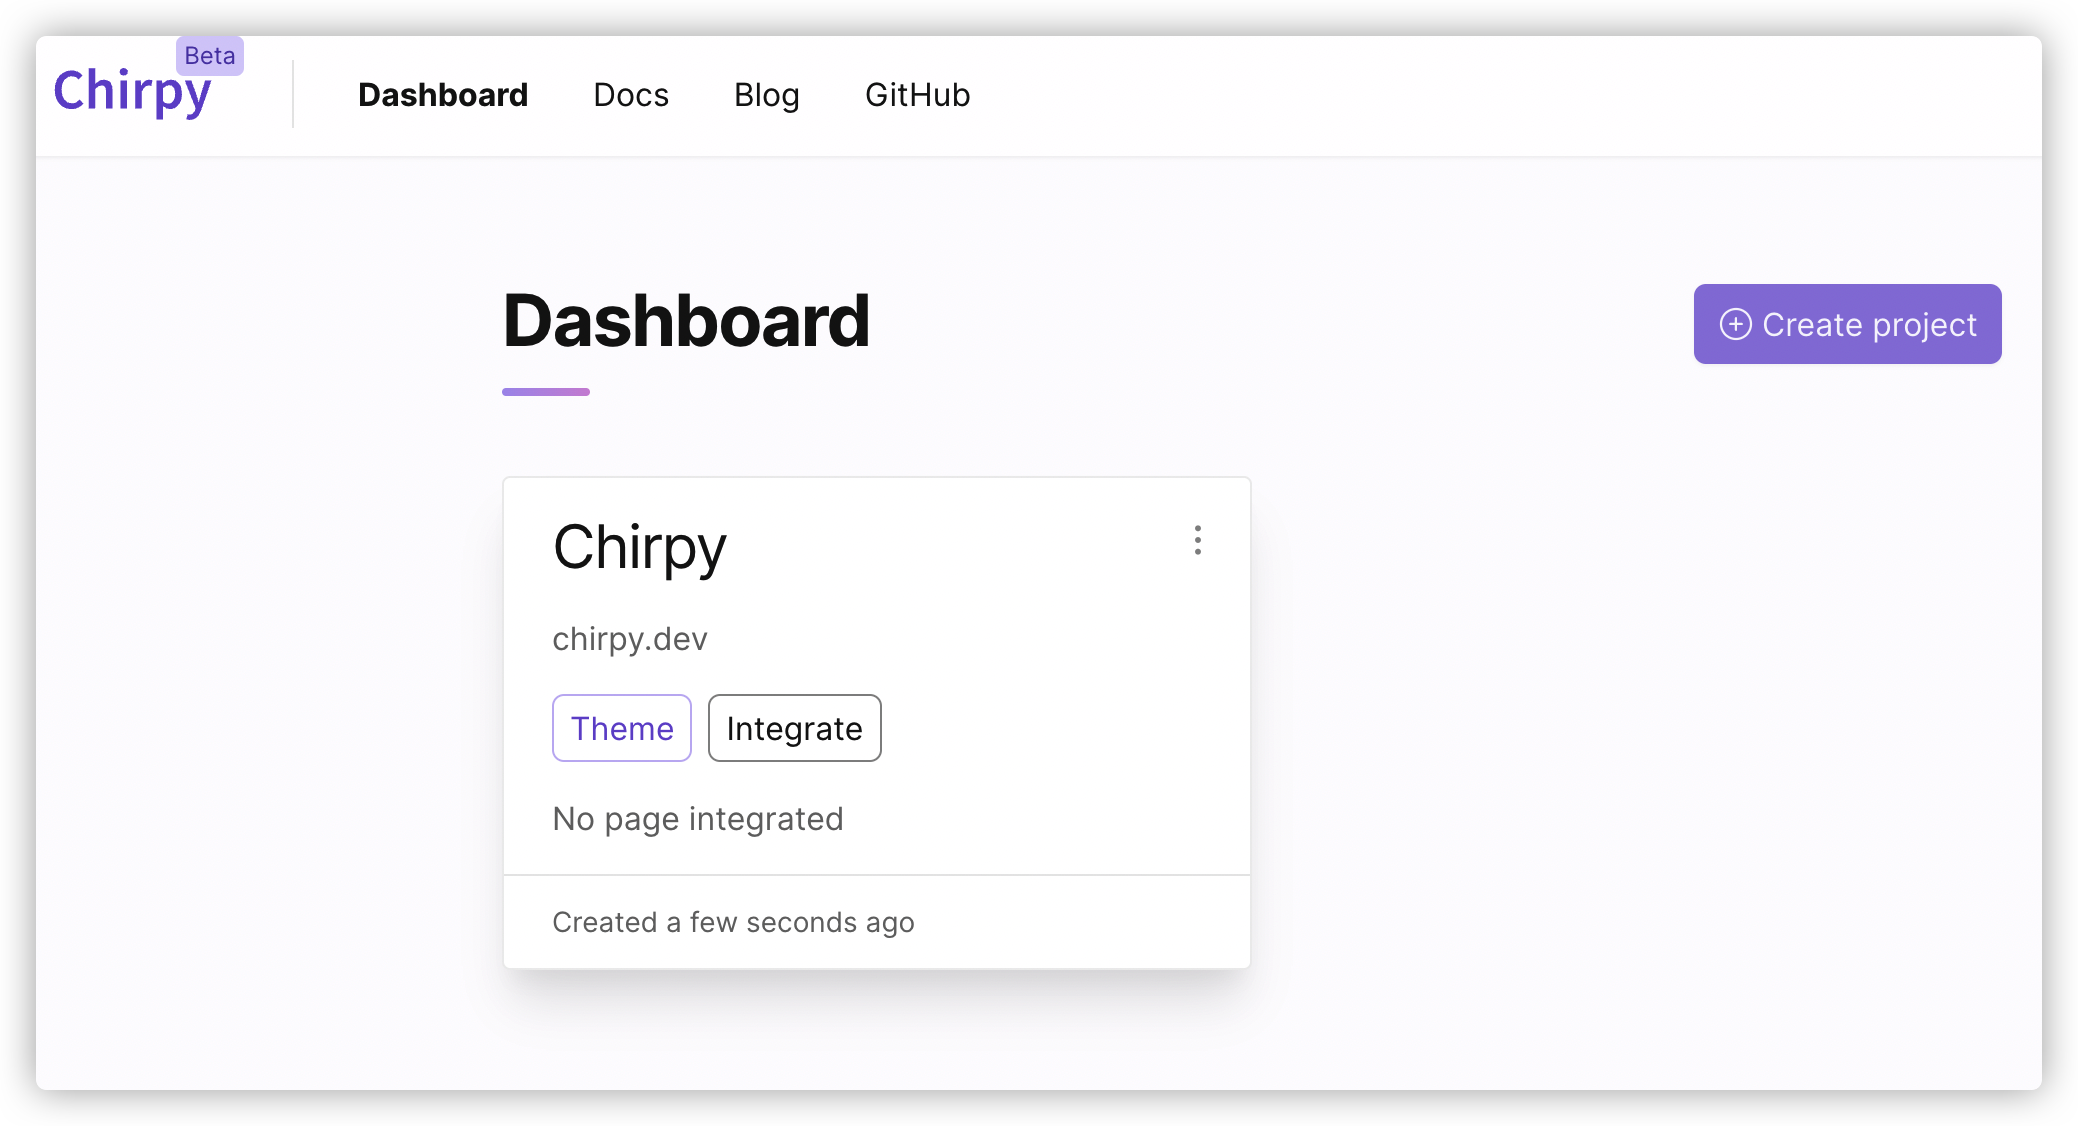 Chirpy Beta
Dashboard Docs Blog GitHub
Dashboard
Create project
Chirpy
chirpy.dev
Theme Integrate
No page integrated
Created a few seconds ago